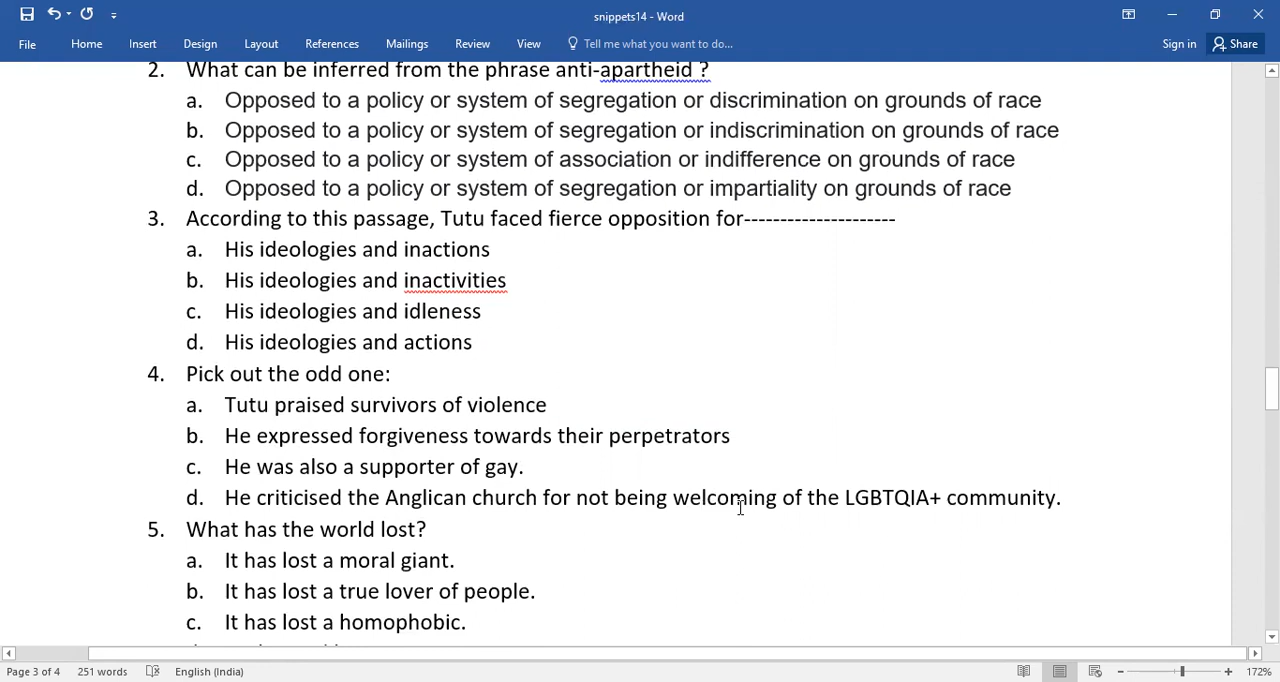 snippets14 - Word
File Home Insert Design Layout References Mailings Review View Tell me what you want to do... Sign in Share
2. What can be inferred from the phrase anti-apartheid ?
a. Opposed to a policy or system of segregation or discrimination on grounds of race
b. Opposed to a policy or system of segregation or indiscrimination on grounds of race
c. Opposed to a policy or system of association or indifference on grounds of race
d. Opposed to a policy or system of segregation or impartiality on grounds of race
3. According to this passage, Tutu faced fierce opposition for---------------------
a. His ideologies and inactions
b. His ideologies and inactivities
c. His ideologies and idleness
d. His ideologies and actions
4. Pick out the odd one:
a. Tutu praised survivors of violence
b. He expressed forgiveness towards their perpetrators
c. He was also a supporter of gay.
d. He criticised the Anglican church for not being welcoming of the LGBTQIA+ community.
5. What has the world lost?
a. It has lost a moral giant.
b. It has lost a true lover of people.
c. It has lost a homophobic.
Page 3 of 4 251 words English (India) 172%